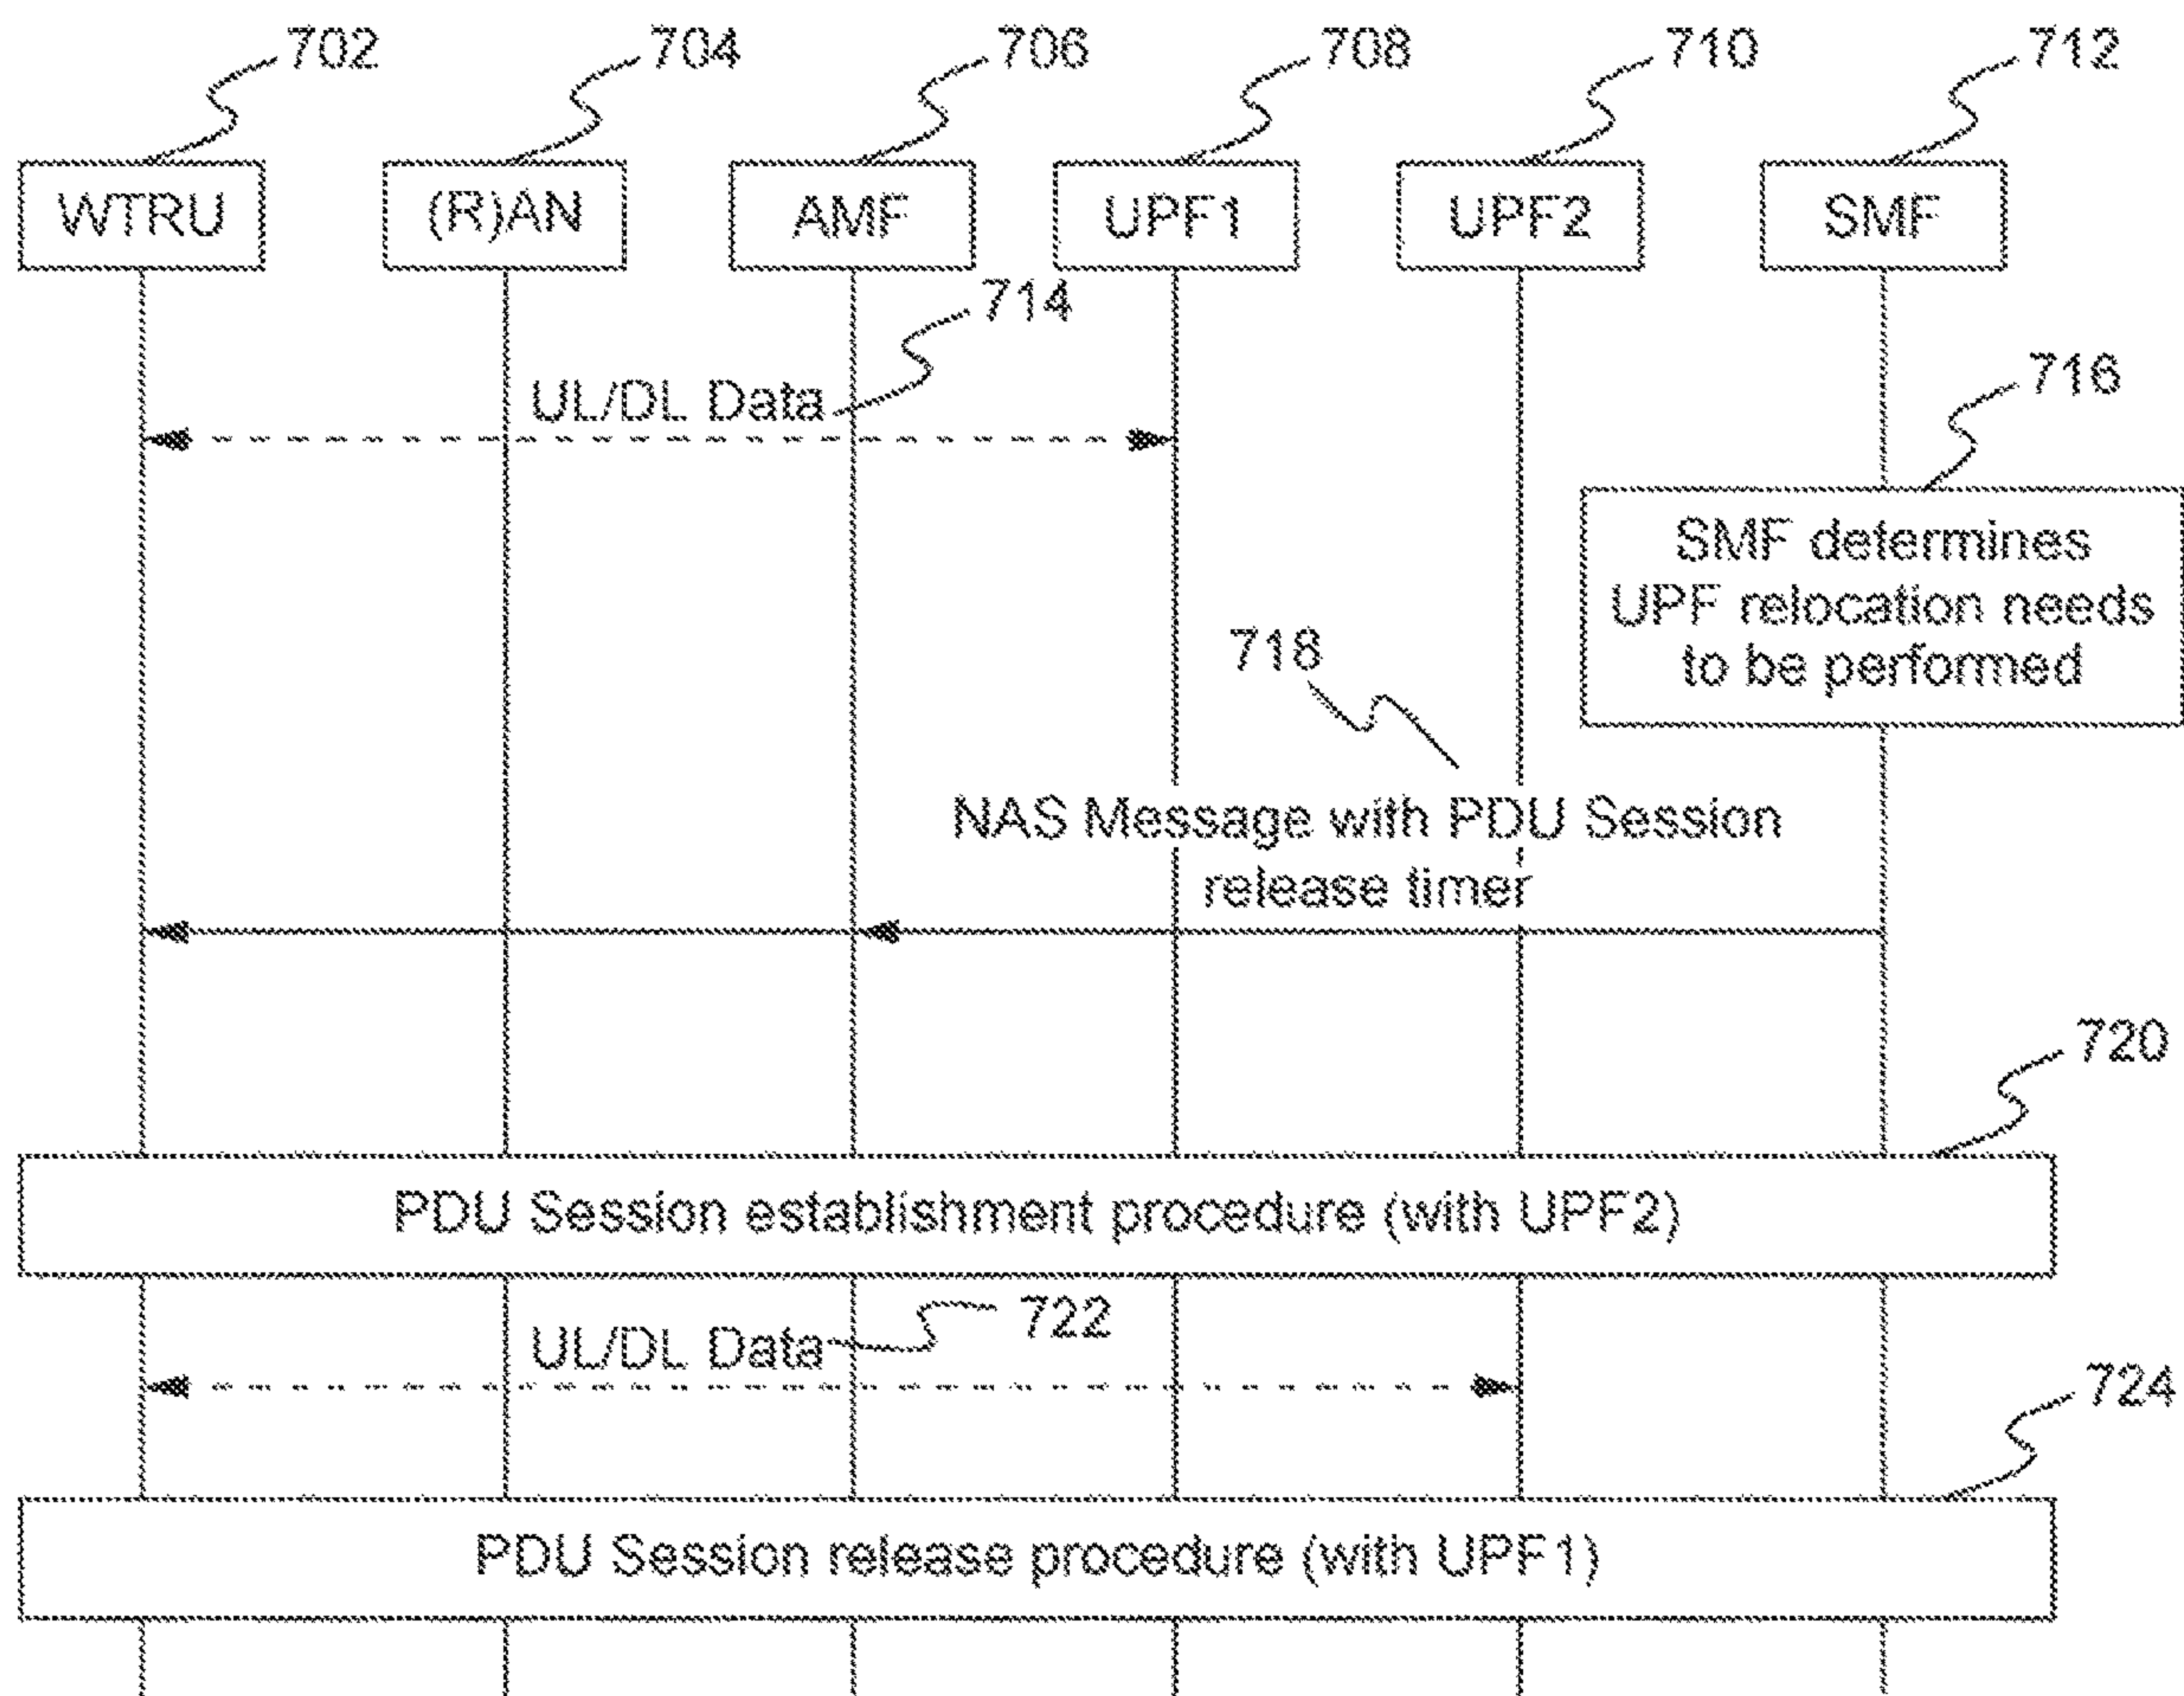 702
704
706
708
710
712
WTRU
(R)AN
AMF
UPF1
UPF2
SMF
714
UL/DL Data
716
SMF determines
UPF relocation needs
to be performed
718
NAS Message with PDU Session
release timer
720
PDU Session establishment procedure (with UPF2)
722
UL/DL Data
724
PDU Session release procedure (with UPF1)